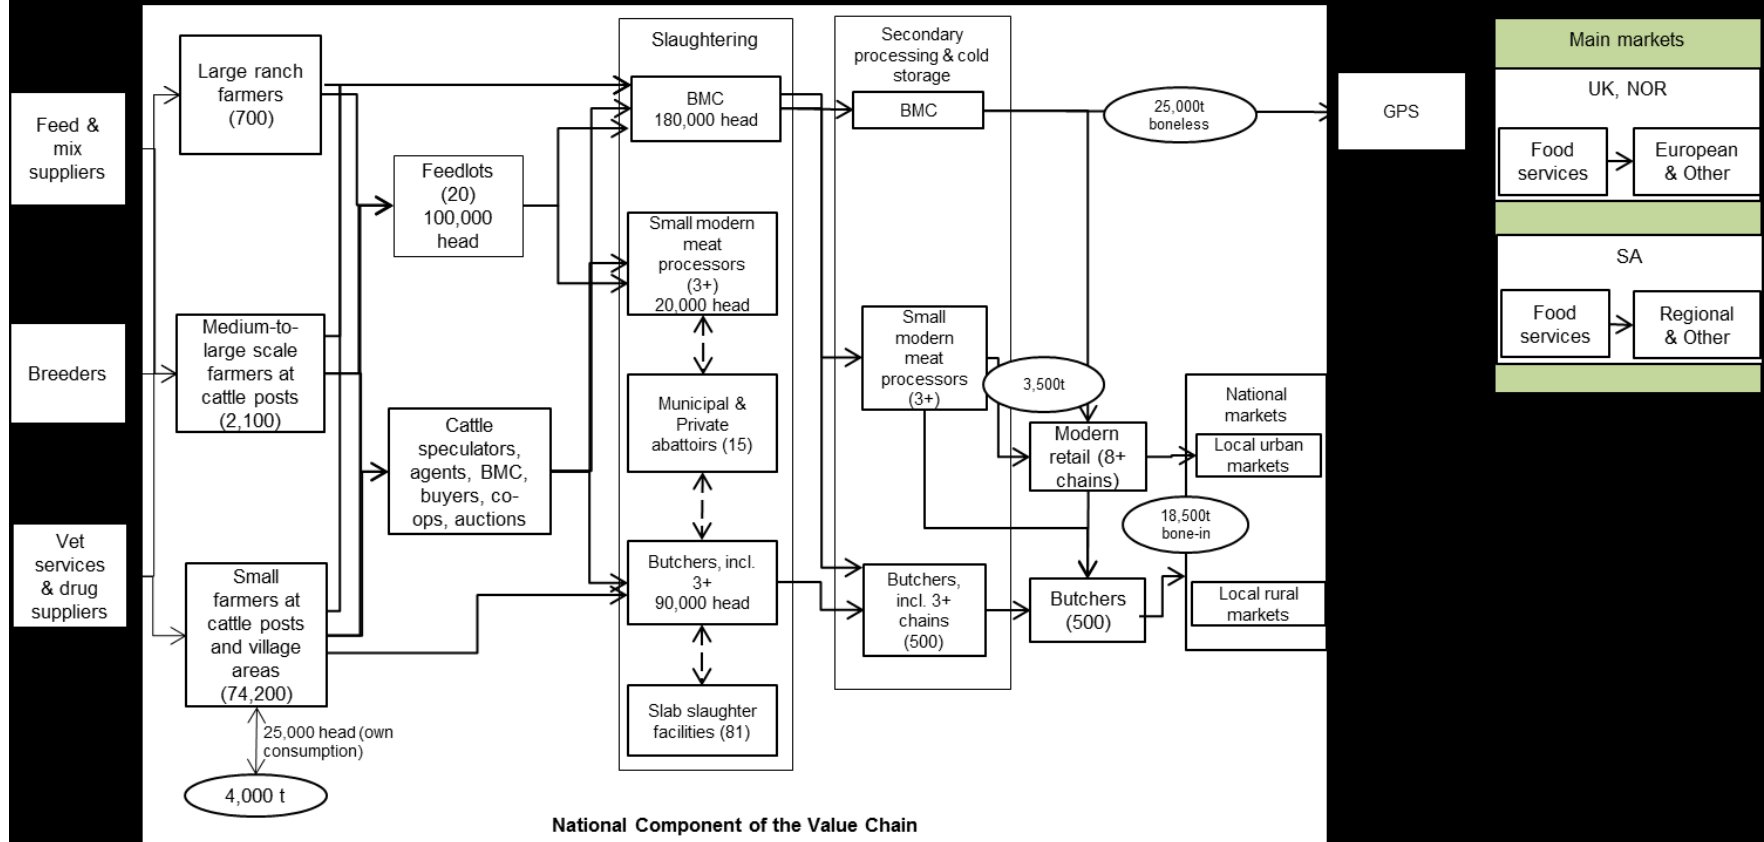 Feed &
mix
suppliers
Breeders
Vet
services
& drug
suppliers
Large ranch
farmers
(700)
Medium-to-
large scale
farmers at
cattle posts
(2,100)
Small
farmers at
cattle posts
and village
areas
(74,200)
25,000 head (own
consumption)
4,000 t
Feedlots
(20)
100,000
head
Cattle
speculators,
agents, BMC,
buyers, co-
ops, auctions
Slaughtering
BMC
180,000 head
Small modern
meat
processors
(3+)
20,000 head
Municipal &
Private
abattoirs (15)
Butchers, incl.
3+
90,000 head
Slab slaughter
facilities (81)
Secondary
processing & cold
storage
BMC
Small
modern
meat
processors
(3+)
Butchers,
incl. 3+
chains
(500)
25,000t
boneless
3,500t
Modern
retail (8+
chains)
Butchers
(500)
18,500t
bone-in
National
markets
Local urban
markets
Local rural
markets
GPS
Main markets
UK, NOR
Food
services
European
& Other
SA
Food
services
Regional
& Other
National Component of the Value Chain